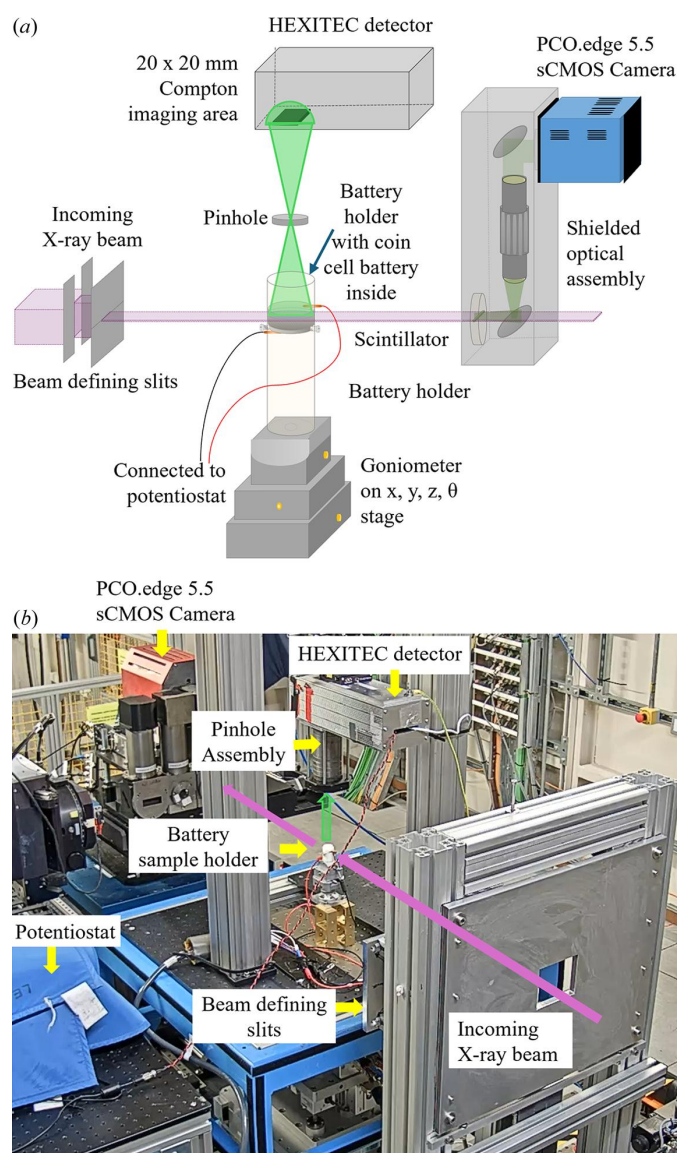 (a)
HEXITEC detector
20 x 20 mm
Compton
imaging area
PCO.edge 5.5
sCMOS Camera
Pinhole
Battery
holder
with coin
cell battery
inside
Incoming
X-ray beam
Shielded
optical
assembly
Scintillator
Beam defining slits
Battery holder
Connected to
potentiostat
Goniometer
on x, y, z, θ
stage
PCO.edge 5.5
sCMOS Camera
(b)
HEXITEC detector
Pinhole
Assembly
Battery
sample holder
Potentiostat
Beam defining
slits
Incoming
X-ray beam